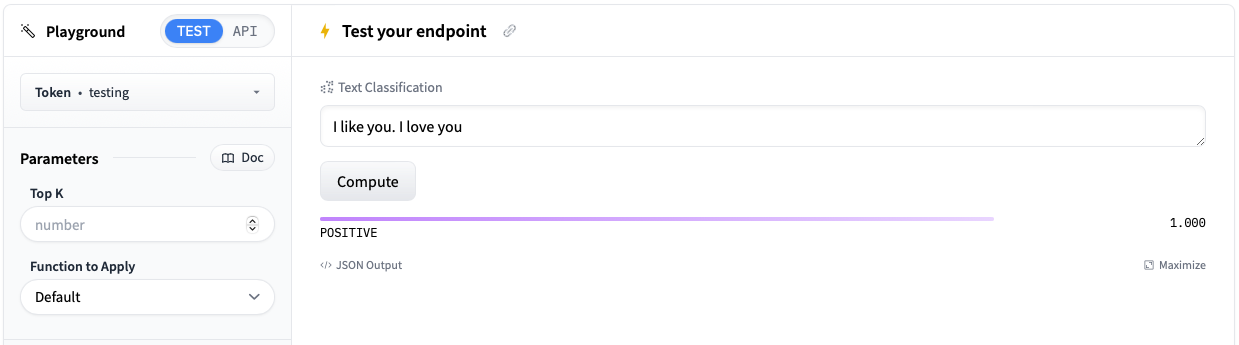 Playground
TEST
API
Token • testing
Parameters
Doc
Top K
number
Function to Apply
Default
Test your endpoint
Text Classification
I like you. I love you
Compute
POSITIVE
1.000
</> JSON Output
Maximize